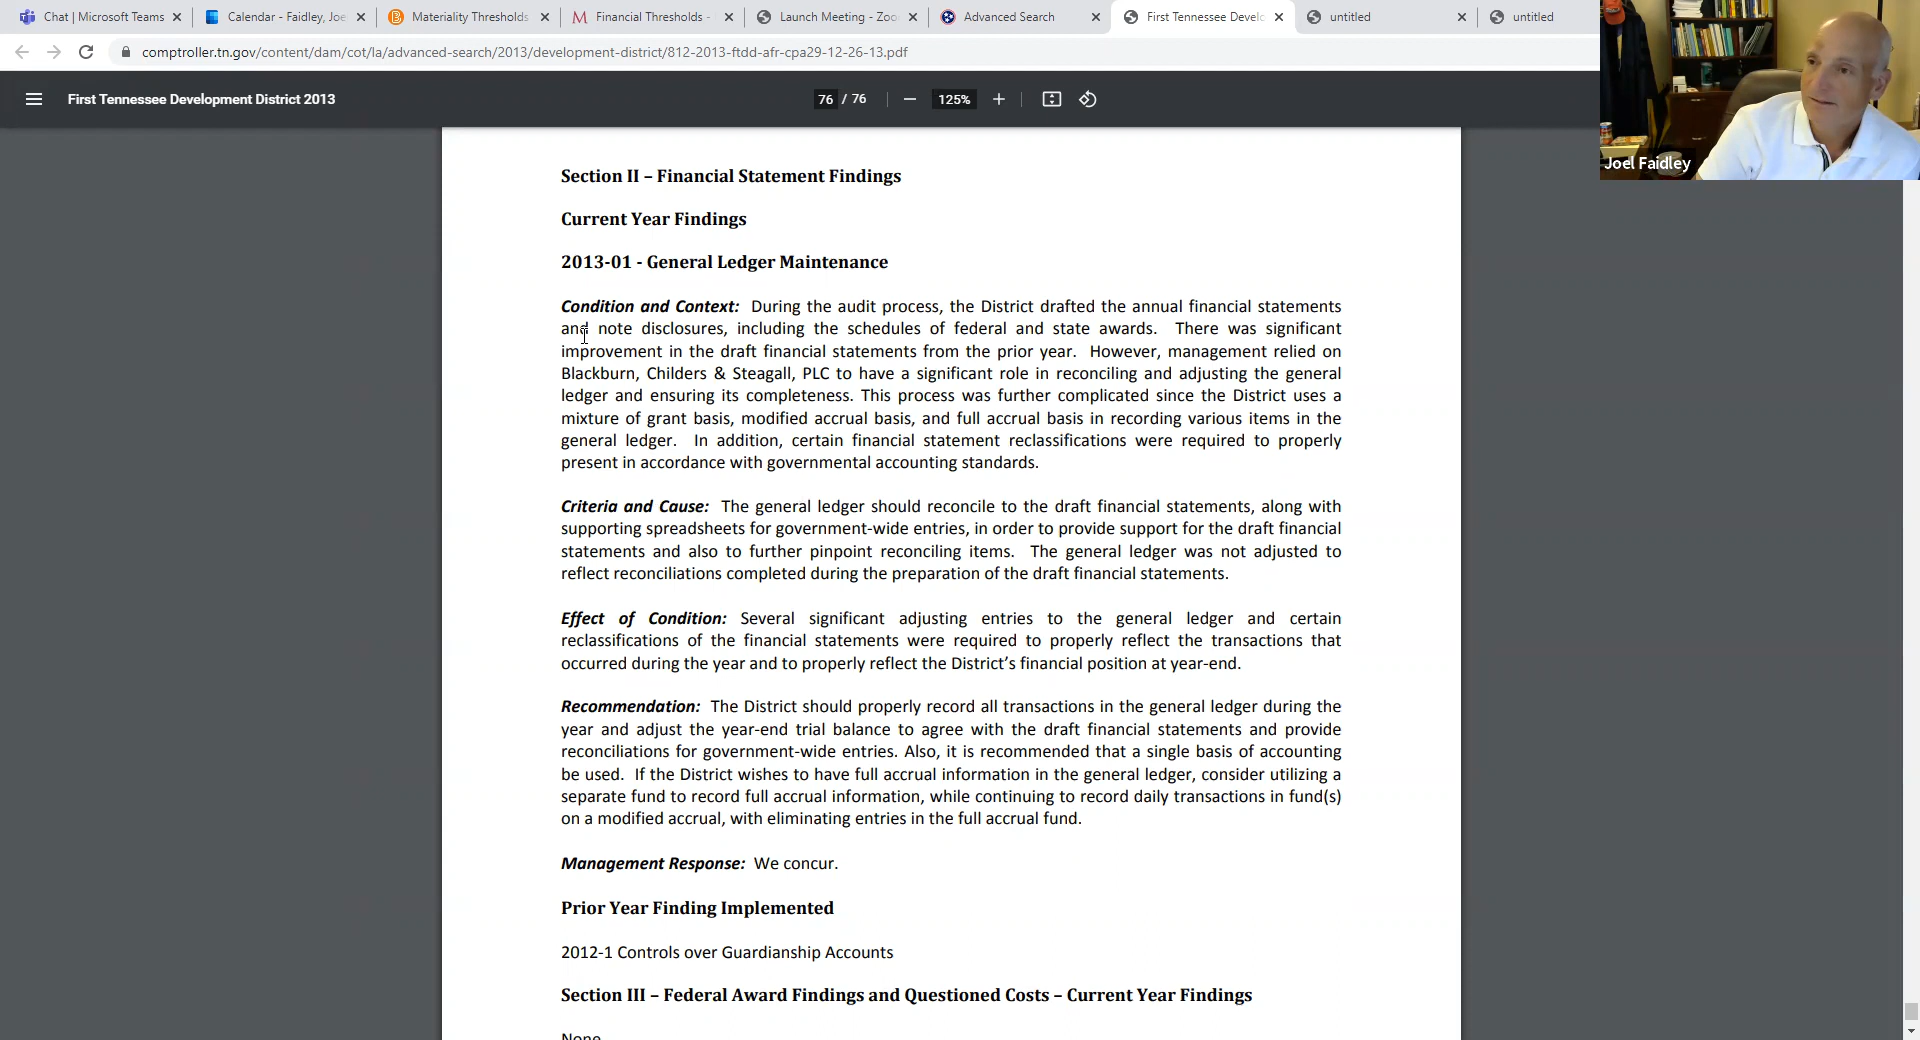 Chat | Microsoft Teams
Calendar - Faidley, Joe
Materiality Thresholds
Financial Thresholds -
Launch Meeting - Zoo
Advanced Search
First Tennessee Devel
untitled
untitled
comptroller.tn.gov/content/dam/cot/la/advanced-search/2013/development-district/812-2013-ftdd-afr-cpa29-12-26-13.pdf
First Tennessee Development District 2013
76 / 76
125%
Joel Faidley
Section II – Financial Statement Findings
Current Year Findings
2013-01 - General Ledger Maintenance
Condition and Context: During the audit process, the District drafted the annual financial statements
and note disclosures, including the schedules of federal and state awards. There was significant
improvement in the draft financial statements from the prior year. However, management relied on
Blackburn, Childers & Steagall, PLC to have a significant role in reconciling and adjusting the general
ledger and ensuring its completeness. This process was further complicated since the District uses a
mixture of grant basis, modified accrual basis, and full accrual basis in recording various items in the
general ledger. In addition, certain financial statement reclassifications were required to properly
present in accordance with governmental accounting standards.
Criteria and Cause: The general ledger should reconcile to the draft financial statements, along with
supporting spreadsheets for government-wide entries, in order to provide support for the draft financial
statements and also to further pinpoint reconciling items. The general ledger was not adjusted to
reflect reconciliations completed during the preparation of the draft financial statements.
Effect of Condition: Several significant adjusting entries to the general ledger and certain
reclassifications of the financial statements were required to properly reflect the transactions that
occurred during the year and to properly reflect the District's financial position at year-end.
Recommendation: The District should properly record all transactions in the general ledger during the
year and adjust the year-end trial balance to agree with the draft financial statements and provide
reconciliations for government-wide entries. Also, it is recommended that a single basis of accounting
be used. If the District wishes to have full accrual information in the general ledger, consider utilizing a
separate fund to record full accrual information, while continuing to record daily transactions in fund(s)
on a modified accrual, with eliminating entries in the full accrual fund.
Management Response: We concur.
Prior Year Finding Implemented
2012-1 Controls over Guardianship Accounts
Section III – Federal Award Findings and Questioned Costs – Current Year Findings
None